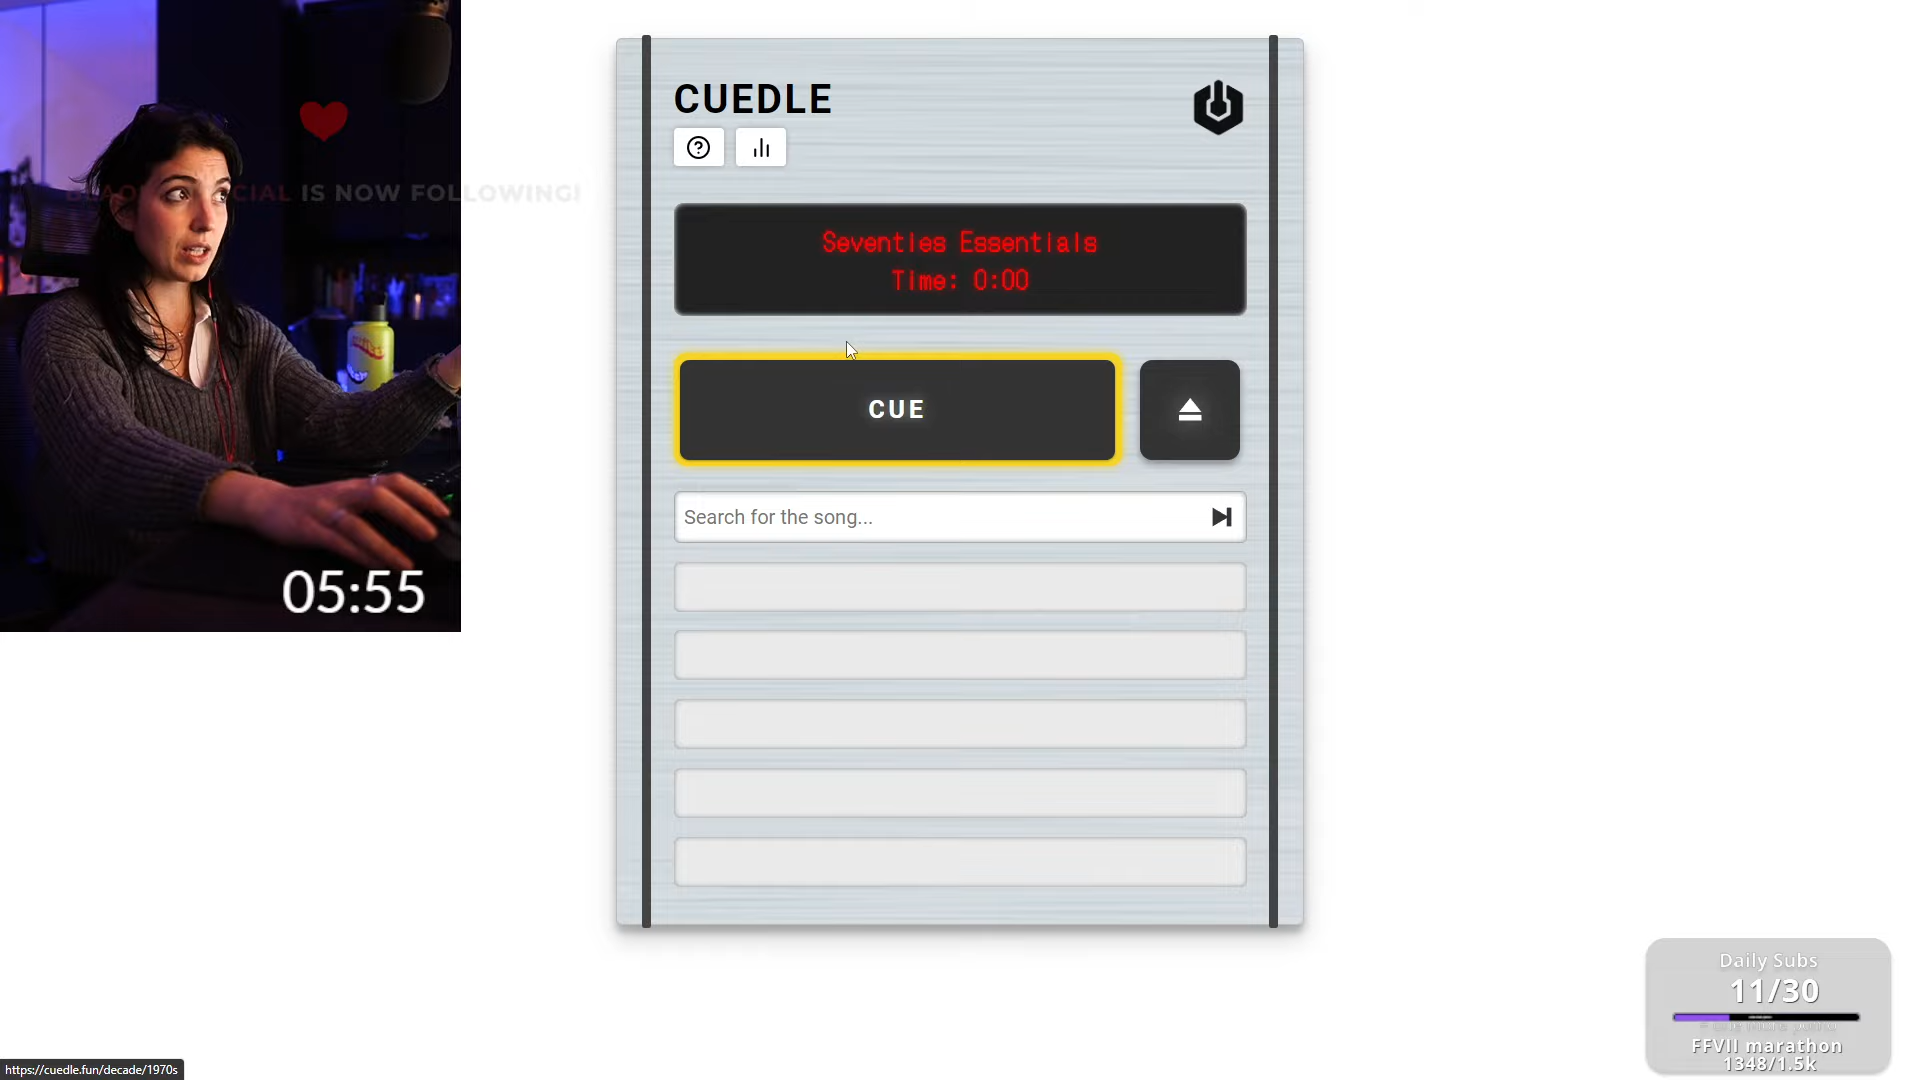 CUEDLE
IS NOW FOLLOWING!
Seventies Essentials
Time: 0:00
CUE
Search for the song...
05:55
Daily Subs
11/30
FFVII marathon
1348/1.5k
https://cuedle.fun/decade/1970s